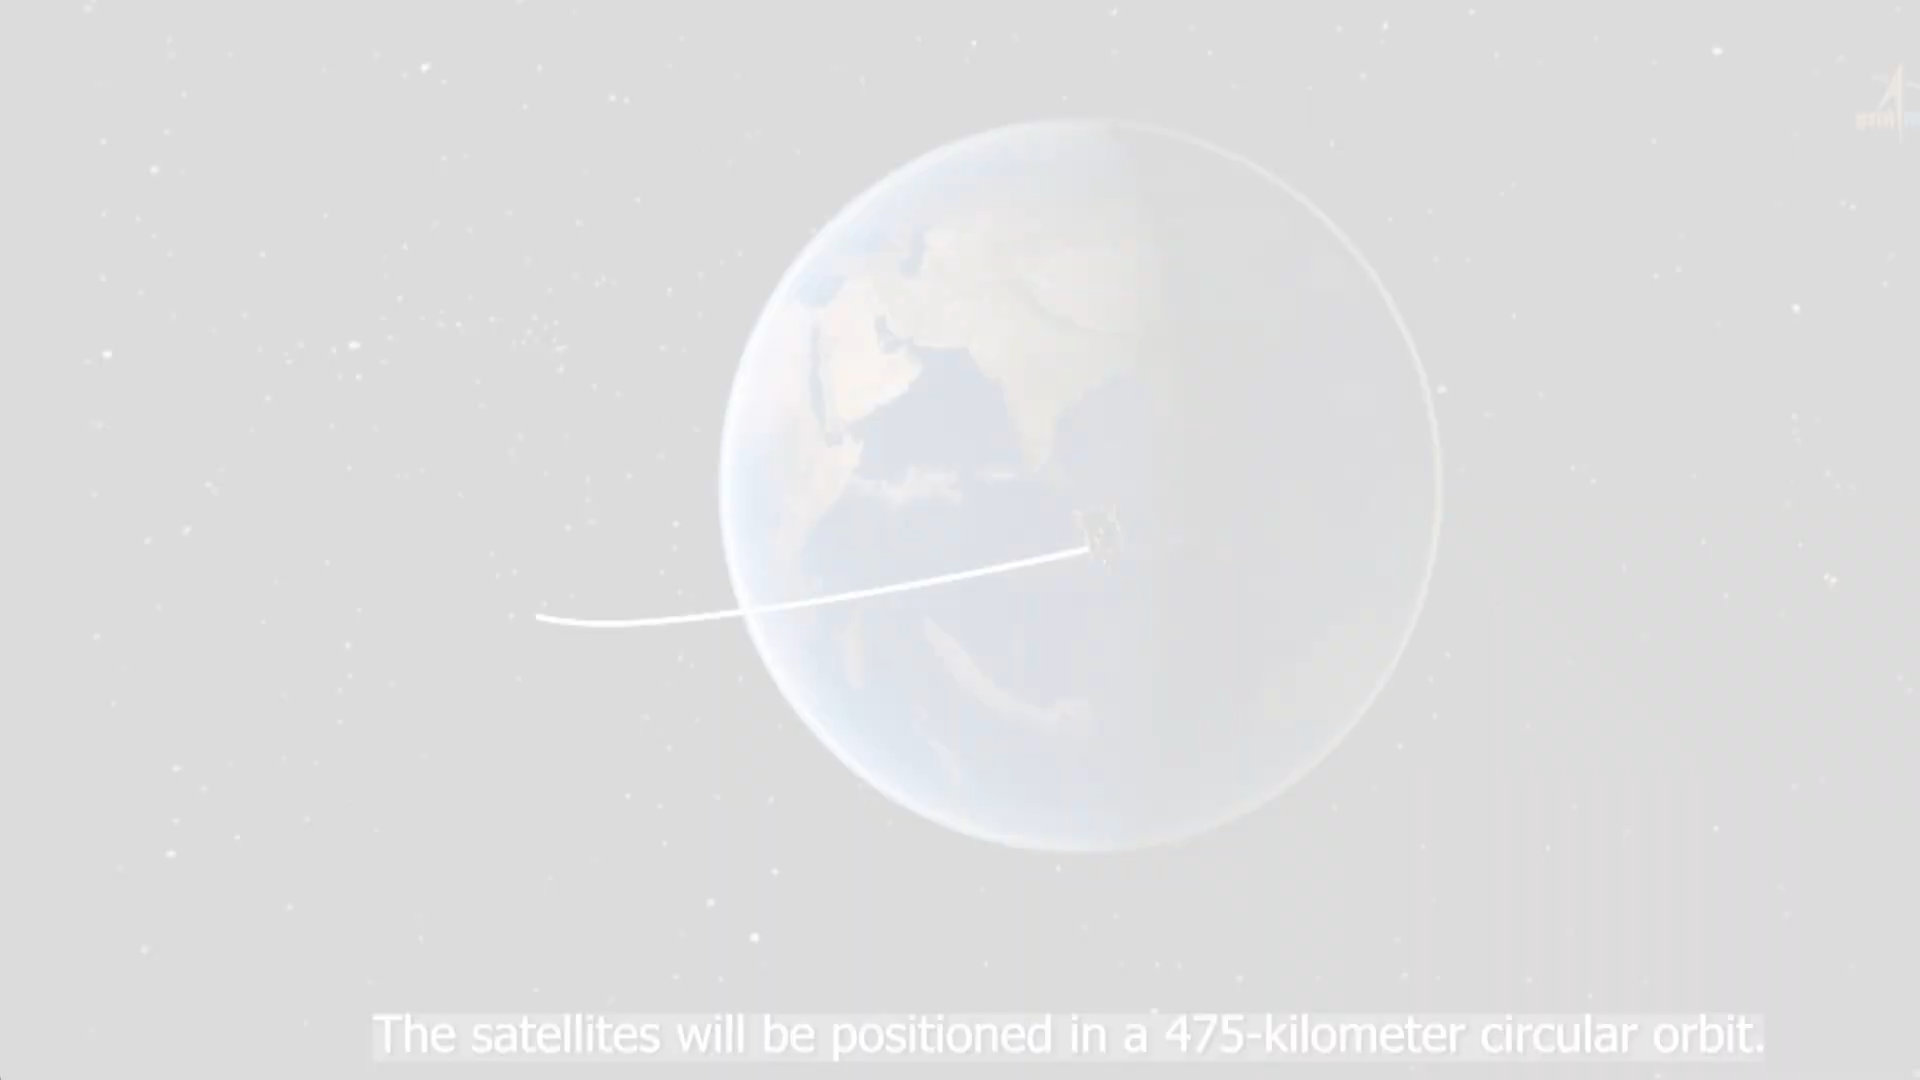 The satellites will be positioned in a 475-kilometer circular orbit.